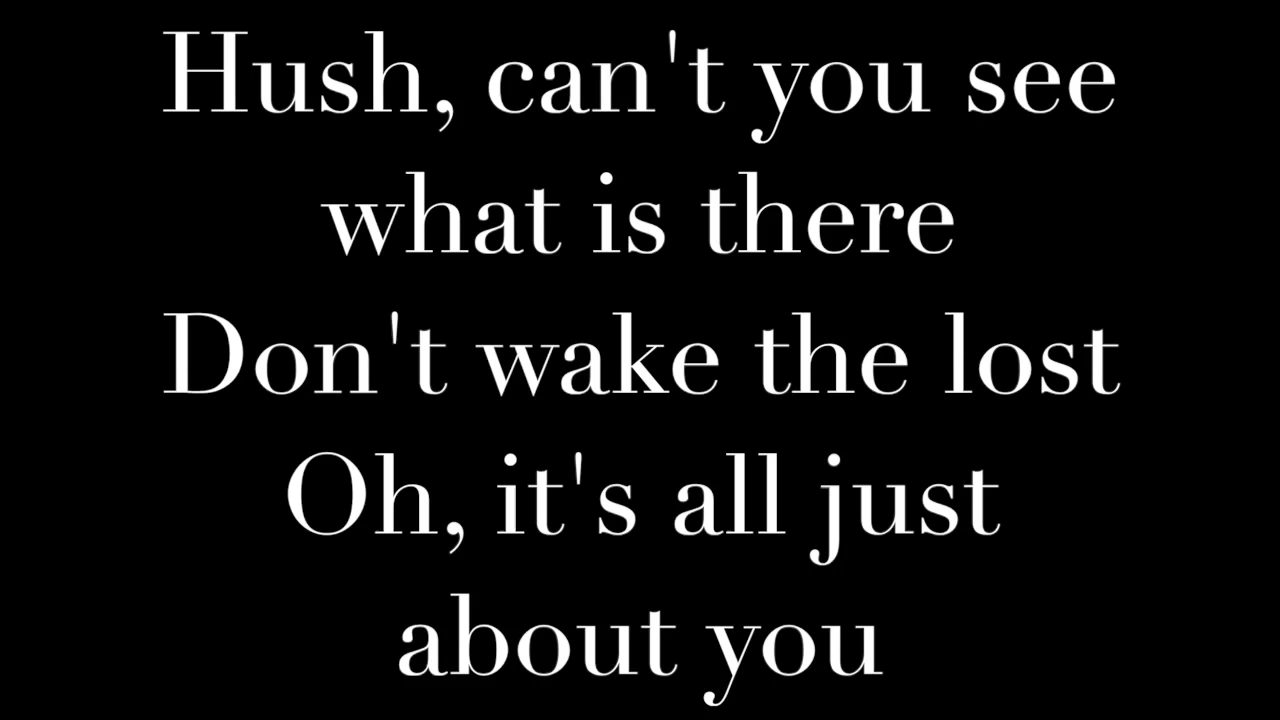 Hush, can't you see
what is there
Don't wake the lost
Oh, it's all just
about you